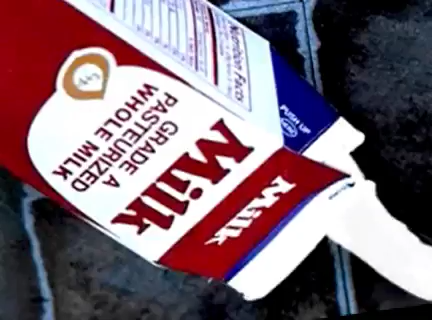 Nutrition Facts
PUSH UP
GRADE A
PASTEURIZED
WHOLE MILK
Milk
Milk